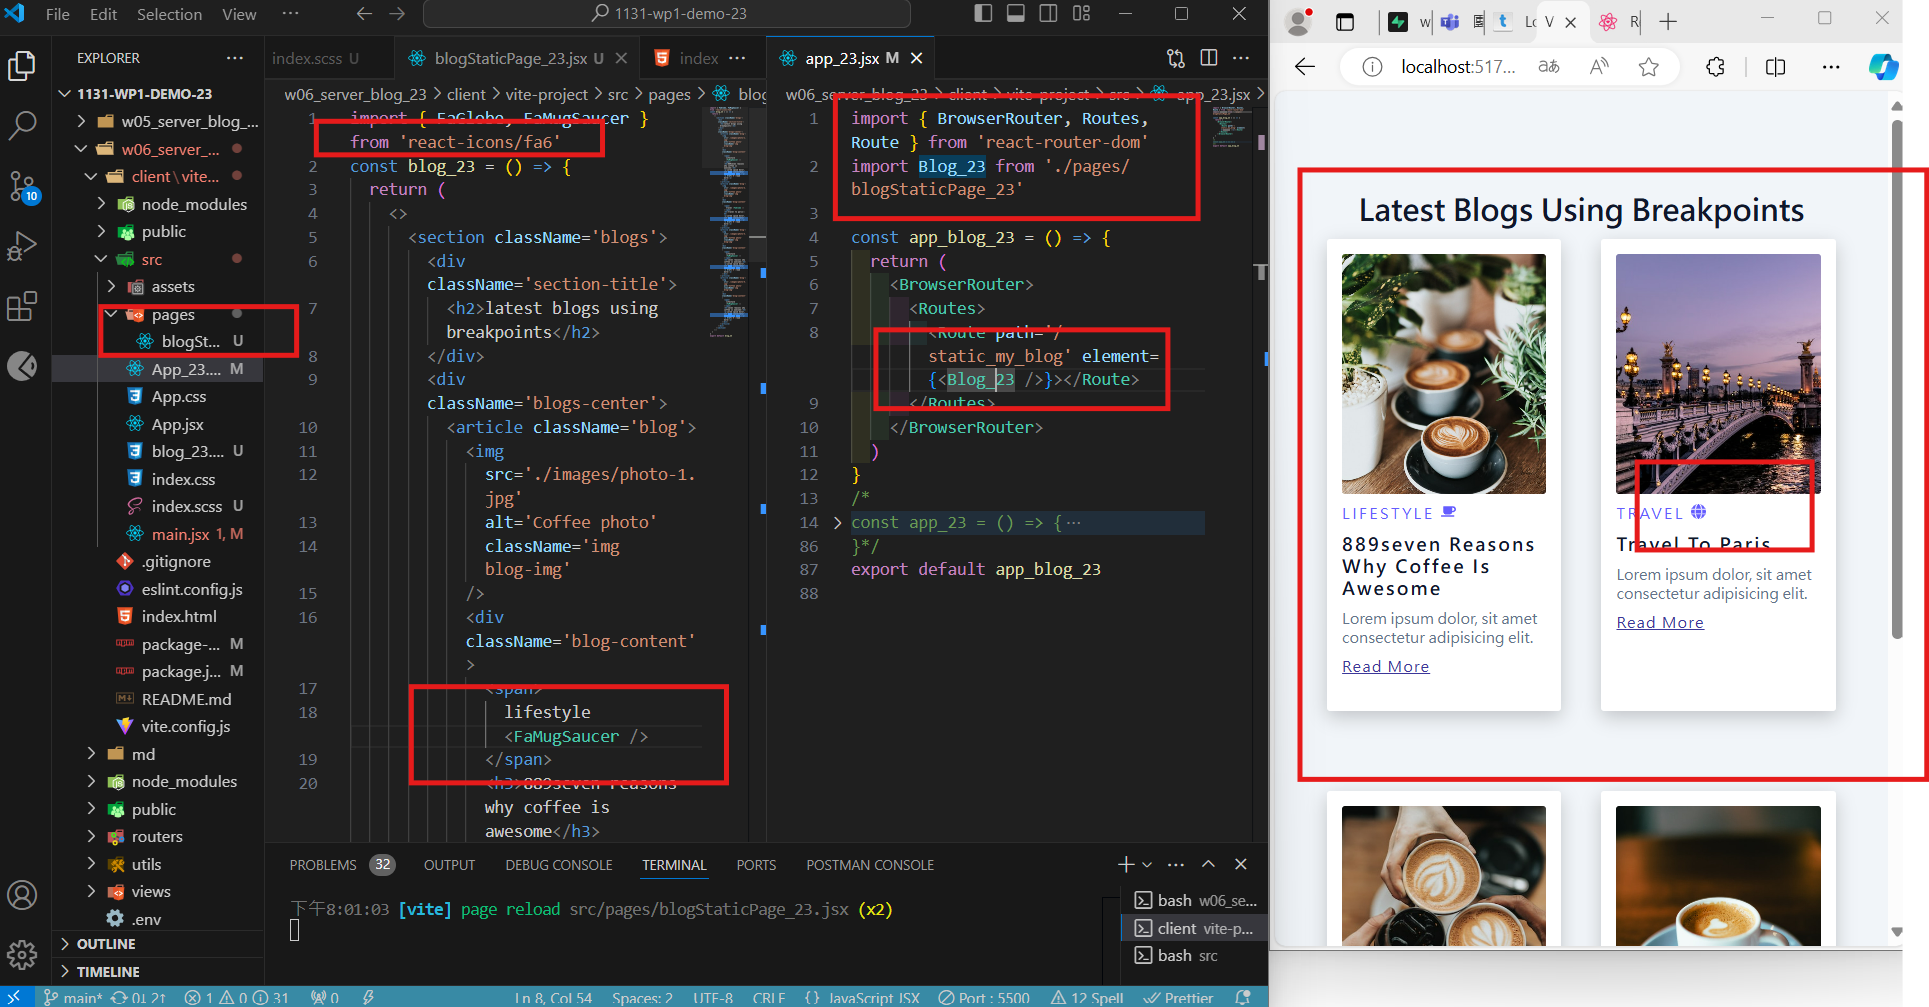 File Edit Selection View ··· 1131-wp1-demo-23
EXPLORER ···
1131-WP1-DEMO-23
w05_server_blog_...
w06_server_...
client\vite...
node_modules
public
src
assets
pages
blogSt... U
App_23.... M
App.css
App.jsx
blog_23.... U
index.css
index.scss U
main.jsx 1, M
.gitignore
eslint.config.js
index.html
package-... M
package.j... M
README.md
vite.config.js
md
node_modules
public
routers
utils
views
.env
OUTLINE
TIMELINE
10
index.scss U
blogStaticPage_23.jsx U
index ···
w06_server_blog_23 > client > vite-project > src > pages > blog
1 import { FaGlobe, FaMugSaucer }
from 'react-icons/fa6'
2 const blog_23 = () => {
3 return (
4 <>
5 <section className='blogs'>
6 <div
className='section-title'>
7 <h2>latest blogs using
breakpoints</h2>
8 </div>
9 <div
className='blogs-center'>
10 <article className='blog'>
11 <img
12 src='./images/photo-1.
jpg'
13 alt='Coffee photo'
14 className='img
blog-img'
15 />
16 <div
className='blog-content'
>
17 <span>
18 lifestyle
<FaMugSaucer />
19 </span>
20 <h3>889seven reasons
why coffee is
awesome</h3>
app_23.jsx M
w06_server_blog_23 > client > vite-project > src > app_23.jsx >
1 import { BrowserRouter, Routes,
Route } from 'react-router-dom'
2 import Blog_23 from './pages/
blogStaticPage_23'
3
4 const app_blog_23 = () => {
5 return (
6 <BrowserRouter>
7 <Routes>
8 <Route path='/
static_my_blog' element=
{<Blog_23 />}></Route>
9 </Routes>
10 </BrowserRouter>
11 )
12 }
13 /*
14 const app_23 = () => { ···
86 }*/
87 export default app_blog_23
88
PROBLEMS 32 OUTPUT DEBUG CONSOLE TERMINAL PORTS POSTMAN CONSOLE
下午8:01:03 [vite] page reload src/pages/blogStaticPage_23.jsx (x2)
bash w06_se...
client vite-p...
bash src
main* 0↓ 2↑ 1 0 31 0 Ln 8, Col 54 Spaces: 2 UTF-8 CRLF {} JavaScript JSX Port : 5500 12 Spell Prettier
localhost:517...
Latest Blogs Using Breakpoints
LIFESTYLE
889seven Reasons
Why Coffee Is
Awesome
Lorem ipsum dolor, sit amet
consectetur adipisicing elit.
Read More
TRAVEL
Travel To Paris
Lorem ipsum dolor, sit amet
consectetur adipisicing elit.
Read More